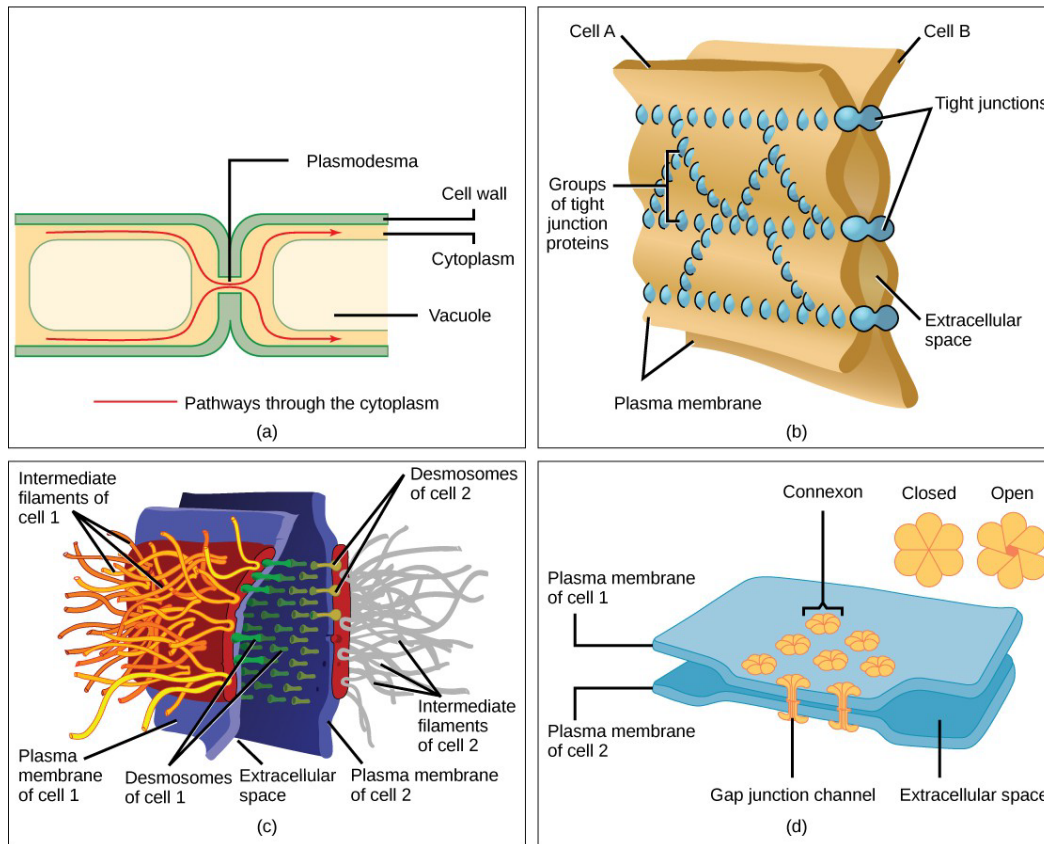 Plasmodesma
Cell wall
Cytoplasm
Vacuole
Pathways through the cytoplasm
(a)
Cell A
Cell B
Tight junctions
Groups
of tight
junction
proteins
Extracellular
space
Plasma membrane
(b)
Intermediate
filaments of
cell 1
Desmosomes
of cell 2
Intermediate
filaments
of cell 2
Plasma
membrane
of cell 1
Desmosomes
of cell 1
Extracellular
space
Plasma membrane
of cell 2
(c)
Connexon
Closed
Open
Plasma membrane
of cell 1
Plasma membrane
of cell 2
Gap junction channel
Extracellular space
(d)